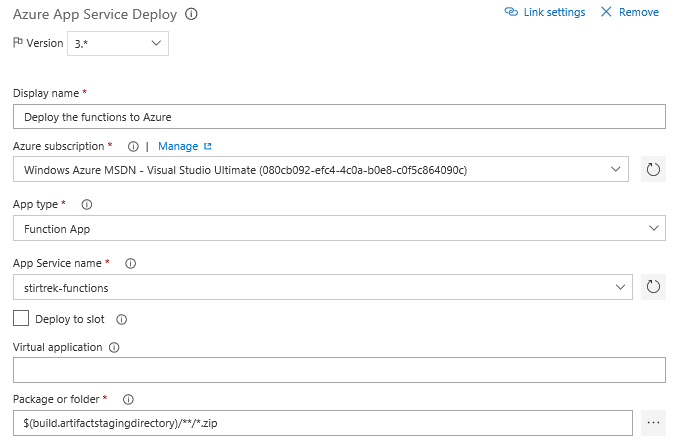 Azure App Service Deploy
Link settings
Remove
Version 3.*
Display name *
Deploy the functions to Azure
Azure subscription * | Manage
Windows Azure MSDN - Visual Studio Ultimate (080cb092-efc4-4c0a-b0e8-c0f5c864090c)
App type *
Function App
App Service name *
stirtrek-functions
Deploy to slot
Virtual application
Package or folder *
$(build.artifactstagingdirectory)/**/*.zip
...